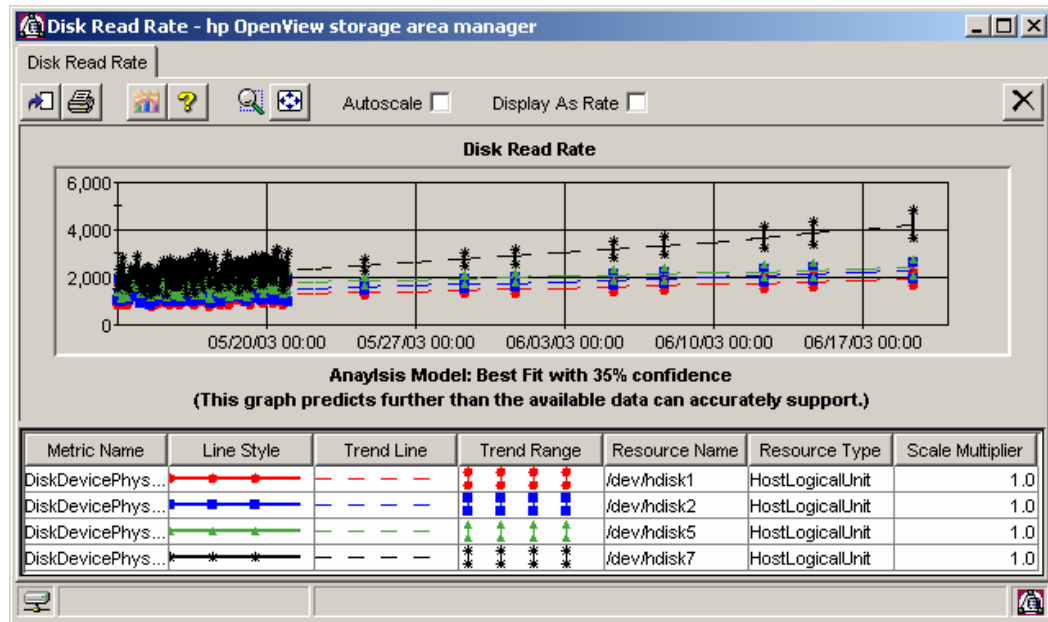 Disk Read Rate - hp OpenView storage area manager
Disk Read Rate
Autoscale
Display As Rate
Disk Read Rate
6,000
4,000
2,000
0
05/20/03 00:00 05/27/03 00:00 06/03/03 00:00 06/10/03 00:00 06/17/03 00:00
Anaylsis Model: Best Fit with 35% confidence
(This graph predicts further than the available data can accurately support.)
Metric Name Line Style Trend Line Trend Range Resource Name Resource Type Scale Multiplier
DiskDevicePhys... /dev/hdisk1 HostLogicalUnit 1.0
DiskDevicePhys... /dev/hdisk2 HostLogicalUnit 1.0
DiskDevicePhys... /dev/hdisk5 HostLogicalUnit 1.0
DiskDevicePhys... /dev/hdisk7 HostLogicalUnit 1.0